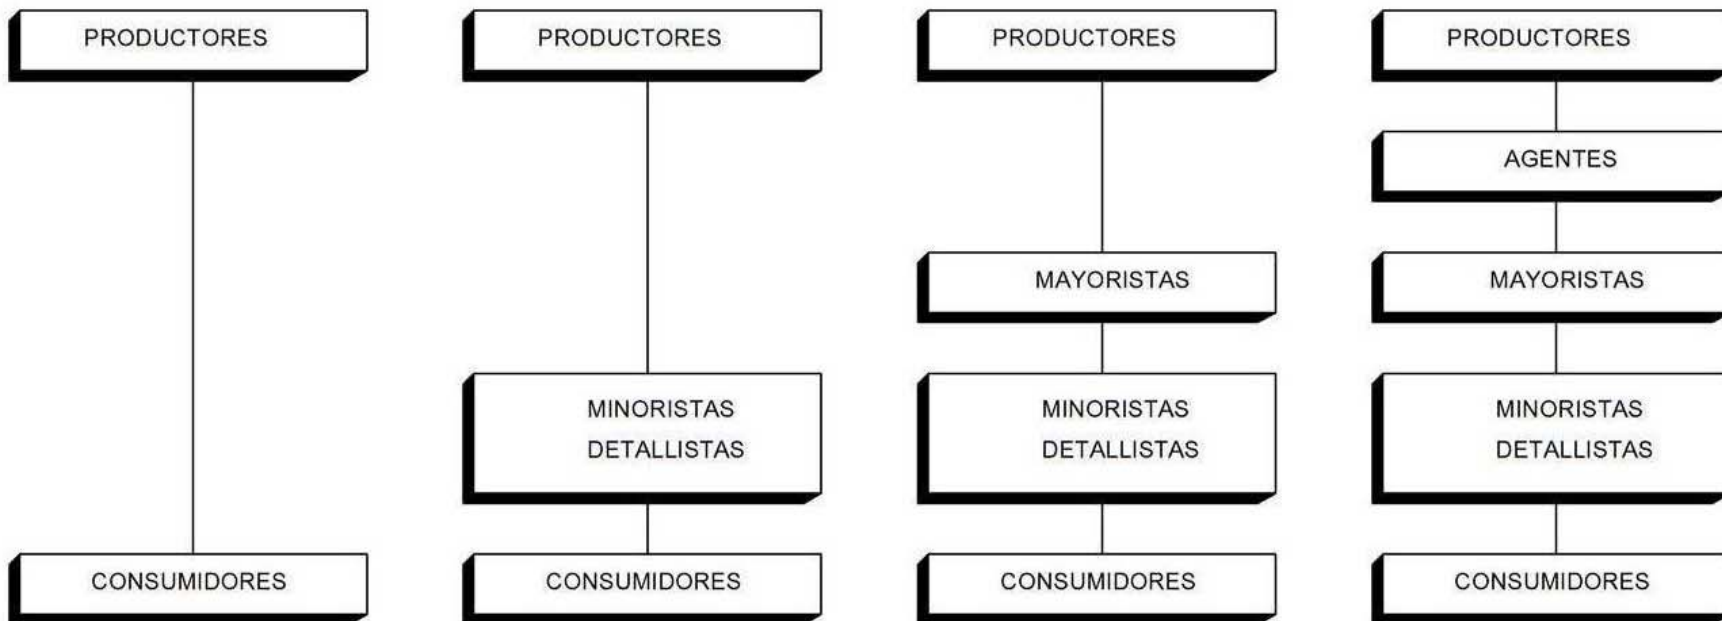 PRODUCTORES
PRODUCTORES
PRODUCTORES
PRODUCTORES
AGENTES
MAYORISTAS
MAYORISTAS
MINORISTAS
DETALLISTAS
MINORISTAS
DETALLISTAS
MINORISTAS
DETALLISTAS
CONSUMIDORES
CONSUMIDORES
CONSUMIDORES
CONSUMIDORES